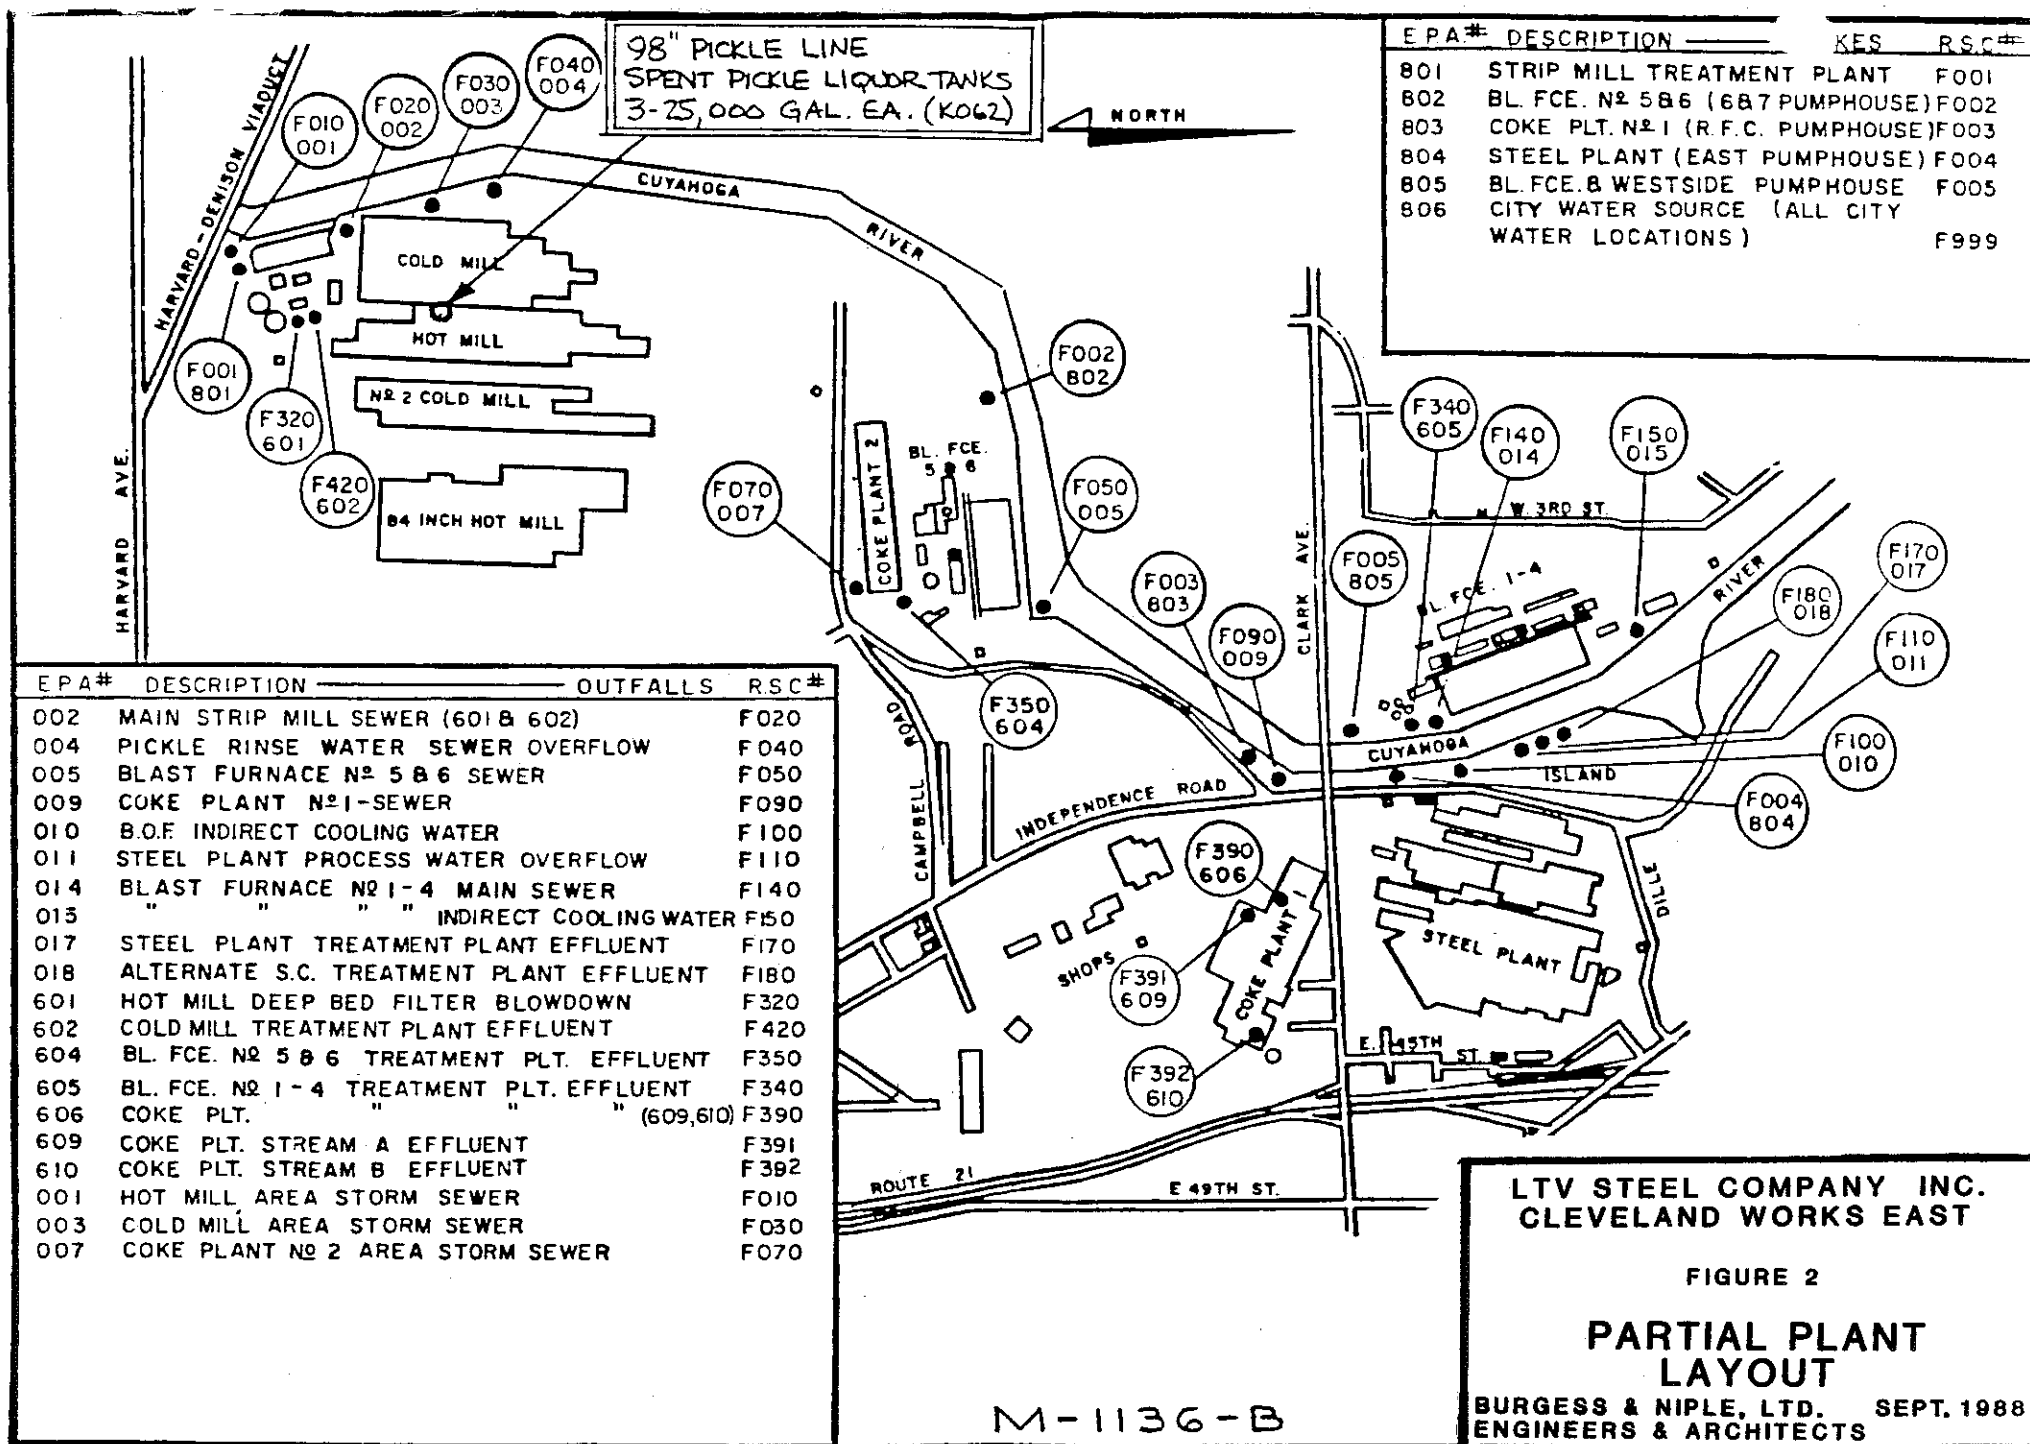 98" PICKLE LINE
SPENT PICKLE LIQUOR TANKS
3-25,000 GAL. EA. (K062)
NORTH
EPA# DESCRIPTION KES R.S.C#
801 STRIP MILL TREATMENT PLANT F001
802 BL. FCE. Nº 5&6 (6&7 PUMPHOUSE) F002
803 COKE PLT. Nº 1 (R.F.C. PUMPHOUSE) F003
804 STEEL PLANT (EAST PUMPHOUSE) F004
805 BL. FCE. & WESTSIDE PUMPHOUSE F005
806 CITY WATER SOURCE (ALL CITY
WATER LOCATIONS) F999
HARVARD-DENISON VIADUCT
HARVARD AVE.
F010
001
F020
002
F030
003
F040
004
CUYAHOGA
RIVER
COLD MILL
HOT MILL
Nº 2 COLD MILL
84 INCH HOT MILL
F001
801
F320
601
F420
602
F002
802
BL. FCE.
5 & 6
COKE PLANT 2
F070
007
F050
005
F350
604
F003
803
F090
009
CLARK AVE.
F005
805
F340
605
F140
014
F150
015
W. 3RD ST.
BL. FCE. 1-4
RIVER
F170
017
F180
018
F110
011
F100
010
F004
804
CUYAHOGA
ISLAND
CAMPBELL ROAD
INDEPENDENCE ROAD
F390
606
F391
609
F392
610
SHOPS
COKE PLANT 1
STEEL PLANT
DILLE
E. 45TH ST.
ROUTE 21
E 49TH ST.
EPA# DESCRIPTION OUTFALLS R.S.C#
002 MAIN STRIP MILL SEWER (601 & 602) F020
004 PICKLE RINSE WATER SEWER OVERFLOW F040
005 BLAST FURNACE Nº 5 & 6 SEWER F050
009 COKE PLANT Nº 1-SEWER F090
010 B.O.F. INDIRECT COOLING WATER F100
011 STEEL PLANT PROCESS WATER OVERFLOW F110
014 BLAST FURNACE Nº 1-4 MAIN SEWER F140
015 " " " " INDIRECT COOLING WATER F150
017 STEEL PLANT TREATMENT PLANT EFFLUENT F170
018 ALTERNATE S.C. TREATMENT PLANT EFFLUENT F180
601 HOT MILL DEEP BED FILTER BLOWDOWN F320
602 COLD MILL TREATMENT PLANT EFFLUENT F420
604 BL. FCE. Nº 5 & 6 TREATMENT PLT. EFFLUENT F350
605 BL. FCE. Nº 1-4 TREATMENT PLT. EFFLUENT F340
606 COKE PLT. " " " (609,610) F390
609 COKE PLT. STREAM A EFFLUENT F391
610 COKE PLT. STREAM B EFFLUENT F392
001 HOT MILL AREA STORM SEWER F010
003 COLD MILL AREA STORM SEWER F030
007 COKE PLANT Nº 2 AREA STORM SEWER F070
LTV STEEL COMPANY INC.
CLEVELAND WORKS EAST
FIGURE 2
PARTIAL PLANT
LAYOUT
BURGESS & NIPLE, LTD. SEPT. 1988
ENGINEERS & ARCHITECTS
M-1136-B